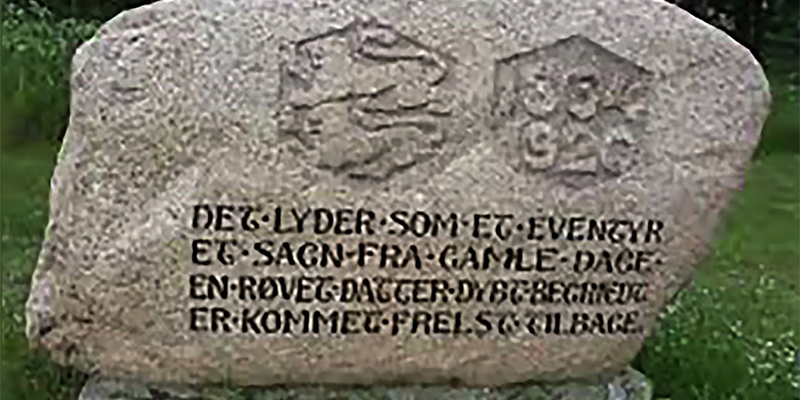 920
DET·LYDER·SOM·ET·EVENTYR
ET·SAGN·FRA·GAMLE·DAGE·
EN·RØVET·DATTER·DYBT·BEGRÆDT
ER·KOMMET·FRELST·TILBAGE.